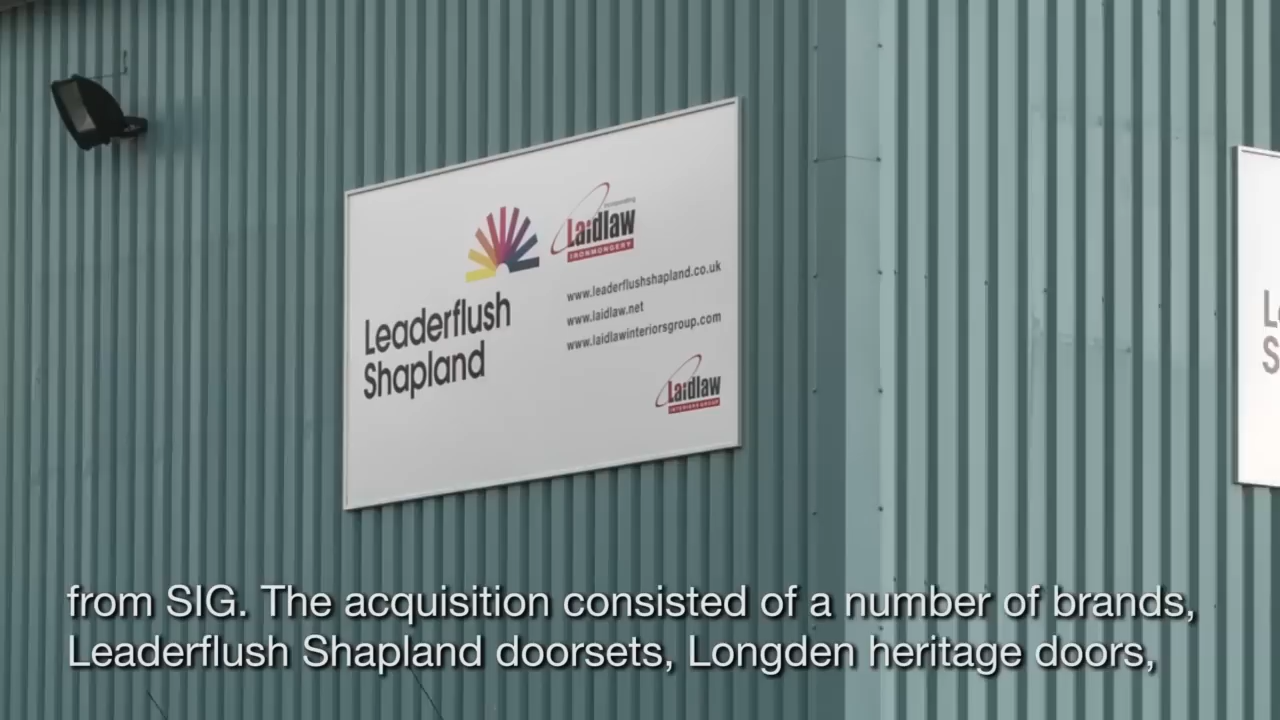 Leaderflush
Shapland
incorporating
Laidlaw
IRONMONGERY
www.leaderflushshapland.co.uk
www.laidlaw.net
www.laidlawinteriorsgroup.com
Laidlaw
INTERIORS GROUP
L
S
from SIG. The acquisition consisted of a number of brands,
Leaderflush Shapland doorsets, Longden heritage doors,